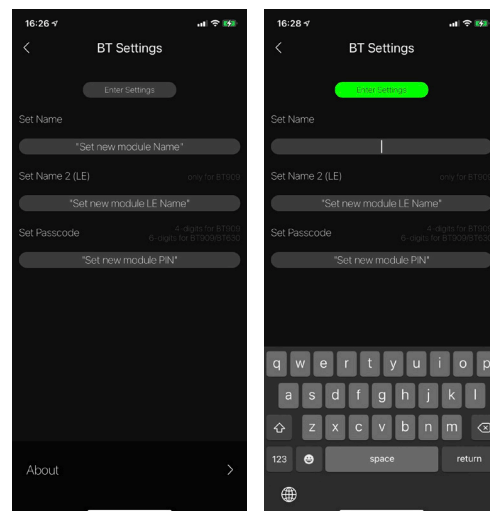 16:26
BT Settings
Enter Settings
Set Name
"Set new module Name"
Set Name 2 (LE)
only for BT909
"Set new module LE Name"
Set Passcode
4-digits for BT909
6-digits for BT909/BT630
"Set new module PIN"
About
16:28
BT Settings
Enter Settings
Set Name
Set Name 2 (LE)
only for BT909
"Set new module LE Name"
Set Passcode
4-digits for BT909
6-digits for BT909/BT630
"Set new module PIN"
q w e r t y u i o p
a s d f g h j k l
z x c v b n m
123 space return